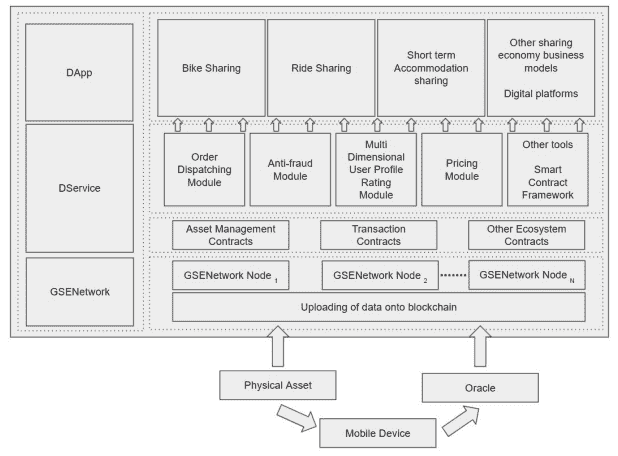 DApp
DService
GSENetwork
Bike Sharing
Ride Sharing
Short term
Accommodation
sharing
Other sharing
economy business
models
Digital platforms
Order
Dispatching
Module
Anti-fraud
Module
Multi
Dimensional
User Profile
Rating
Module
Pricing
Module
Other tools
Smart
Contract
Framework
Asset Management
Contracts
Transaction
Contracts
Other Ecosystem
Contracts
GSENetwork Node 1
GSENetwork Node 2
GSENetwork Node N
Uploading of data onto blockchain
Physical Asset
Oracle
Mobile Device